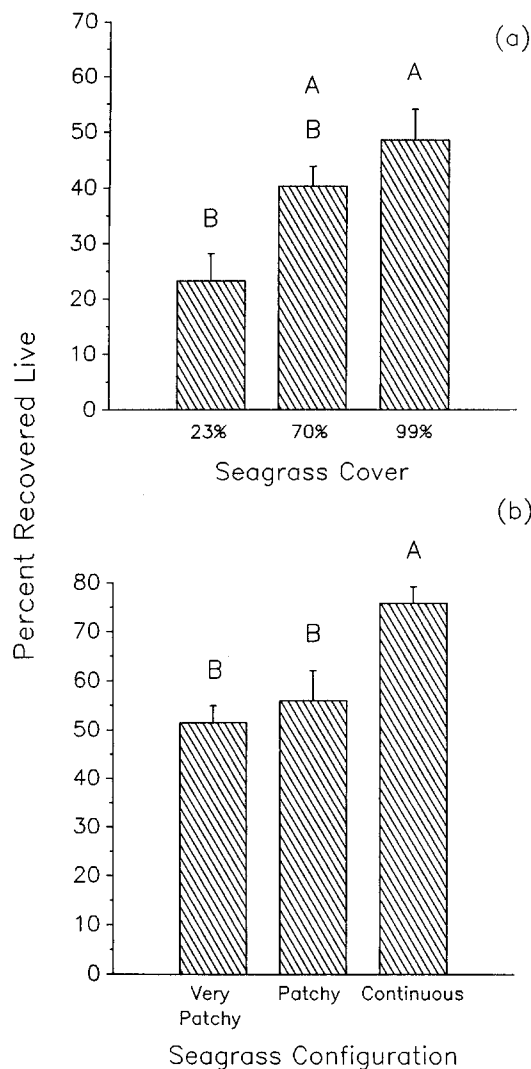 70
(a)
60
A
A
50
B
40
B
30
20
10
0
23% 70% 99%
Seagrass Cover
Percent Recovered Live
(b)
A
80
70
B
B
60
50
40
30
20
10
0
Very Patchy Continuous
Patchy
Seagrass Configuration